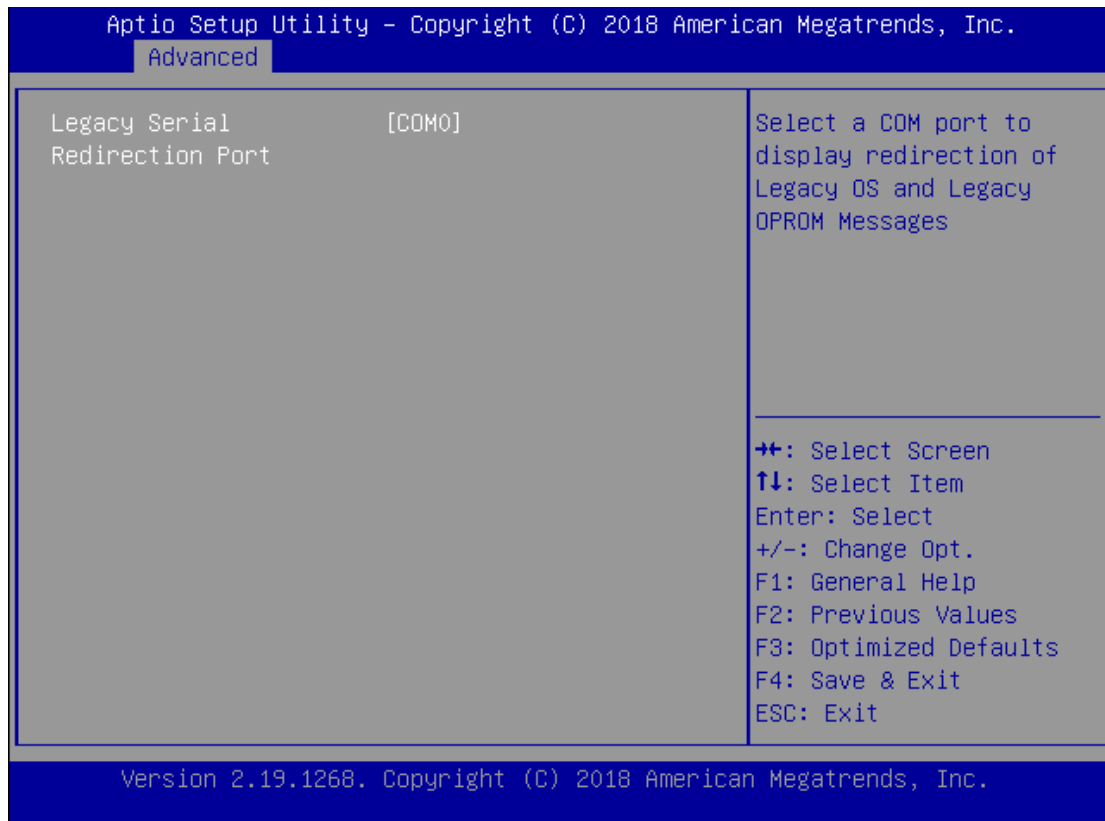 Aptio Setup Utility – Copyright (C) 2018 American Megatrends, Inc.
Advanced
Legacy Serial [COM0]
Redirection Port
Select a COM port to
display redirection of
Legacy OS and Legacy
OPROM Messages
→←: Select Screen
↑↓: Select Item
Enter: Select
+/-: Change Opt.
F1: General Help
F2: Previous Values
F3: Optimized Defaults
F4: Save & Exit
ESC: Exit
Version 2.19.1268. Copyright (C) 2018 American Megatrends, Inc.